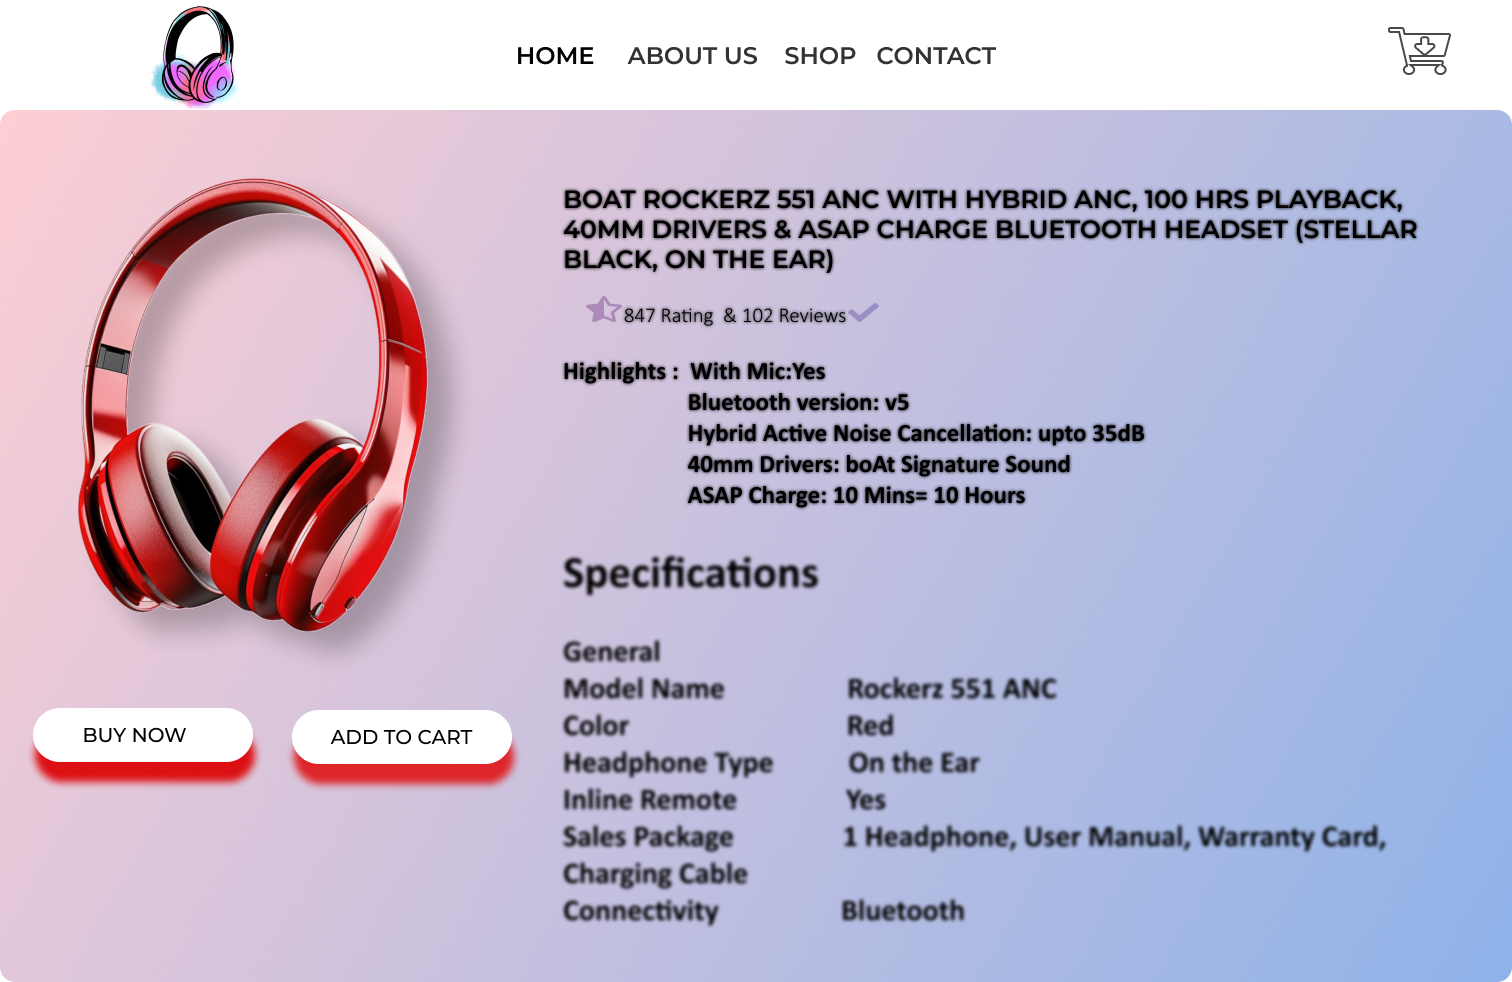 HOME ABOUT US SHOP CONTACT
BOAT ROCKERZ 551 ANC WITH HYBRID ANC, 100 HRS PLAYBACK,
40MM DRIVERS & ASAP CHARGE BLUETOOTH HEADSET (STELLAR
BLACK, ON THE EAR)
847 Rating & 102 Reviews
Highlights : With Mic:Yes
Bluetooth version: v5
Hybrid Active Noise Cancellation: upto 35dB
40mm Drivers: boAt Signature Sound
ASAP Charge: 10 Mins= 10 Hours
Specifications
General
Model Name Rockerz 551 ANC
Color Red
Headphone Type On the Ear
Inline Remote Yes
Sales Package 1 Headphone, User Manual, Warranty Card,
Charging Cable
Connectivity Bluetooth
BUY NOW
ADD TO CART